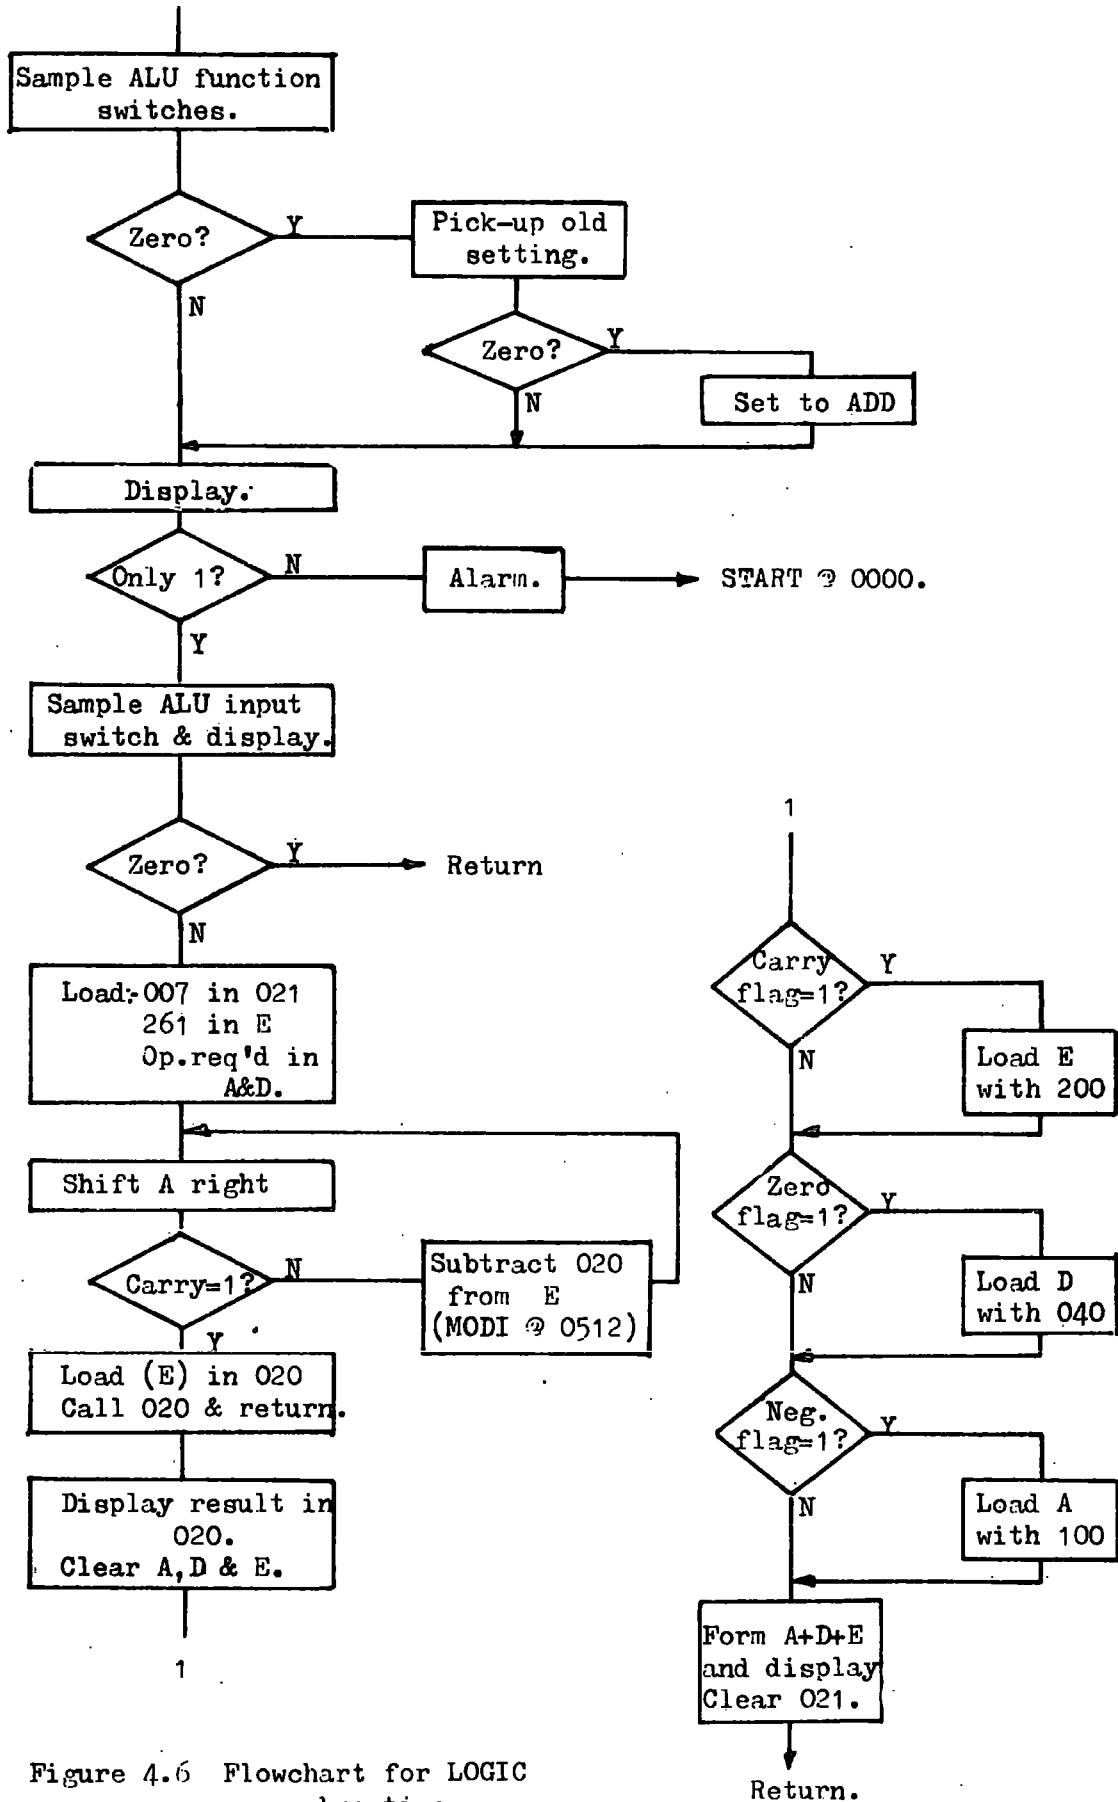 Sample ALU function
switches.
Zero?
Y
N
Pick-up old
setting.
Zero?
Y
N
Set to ADD
Display.
Only 1?
N
Y
Alarm.
START @ 0000.
Sample ALU input
switch & display.
Zero?
Y
Return
N
Load:-007 in 021
261 in E
Op.req'd in
A&D.
Shift A right
Carry=1?
N
Y
Subtract 020
from E
(MODI @ 0512)
Load (E) in 020
Call 020 & return.
Display result in
020.
Clear A,D & E.
1
1
Carry
flag=1?
Y
N
Load E
with 200
Zero
flag=1?
Y
N
Load D
with 040
Neg.
flag=1?
Y
N
Load A
with 100
Form A+D+E
and display
Clear 021.
Return.
Figure 4.6 Flowchart for LOGIC